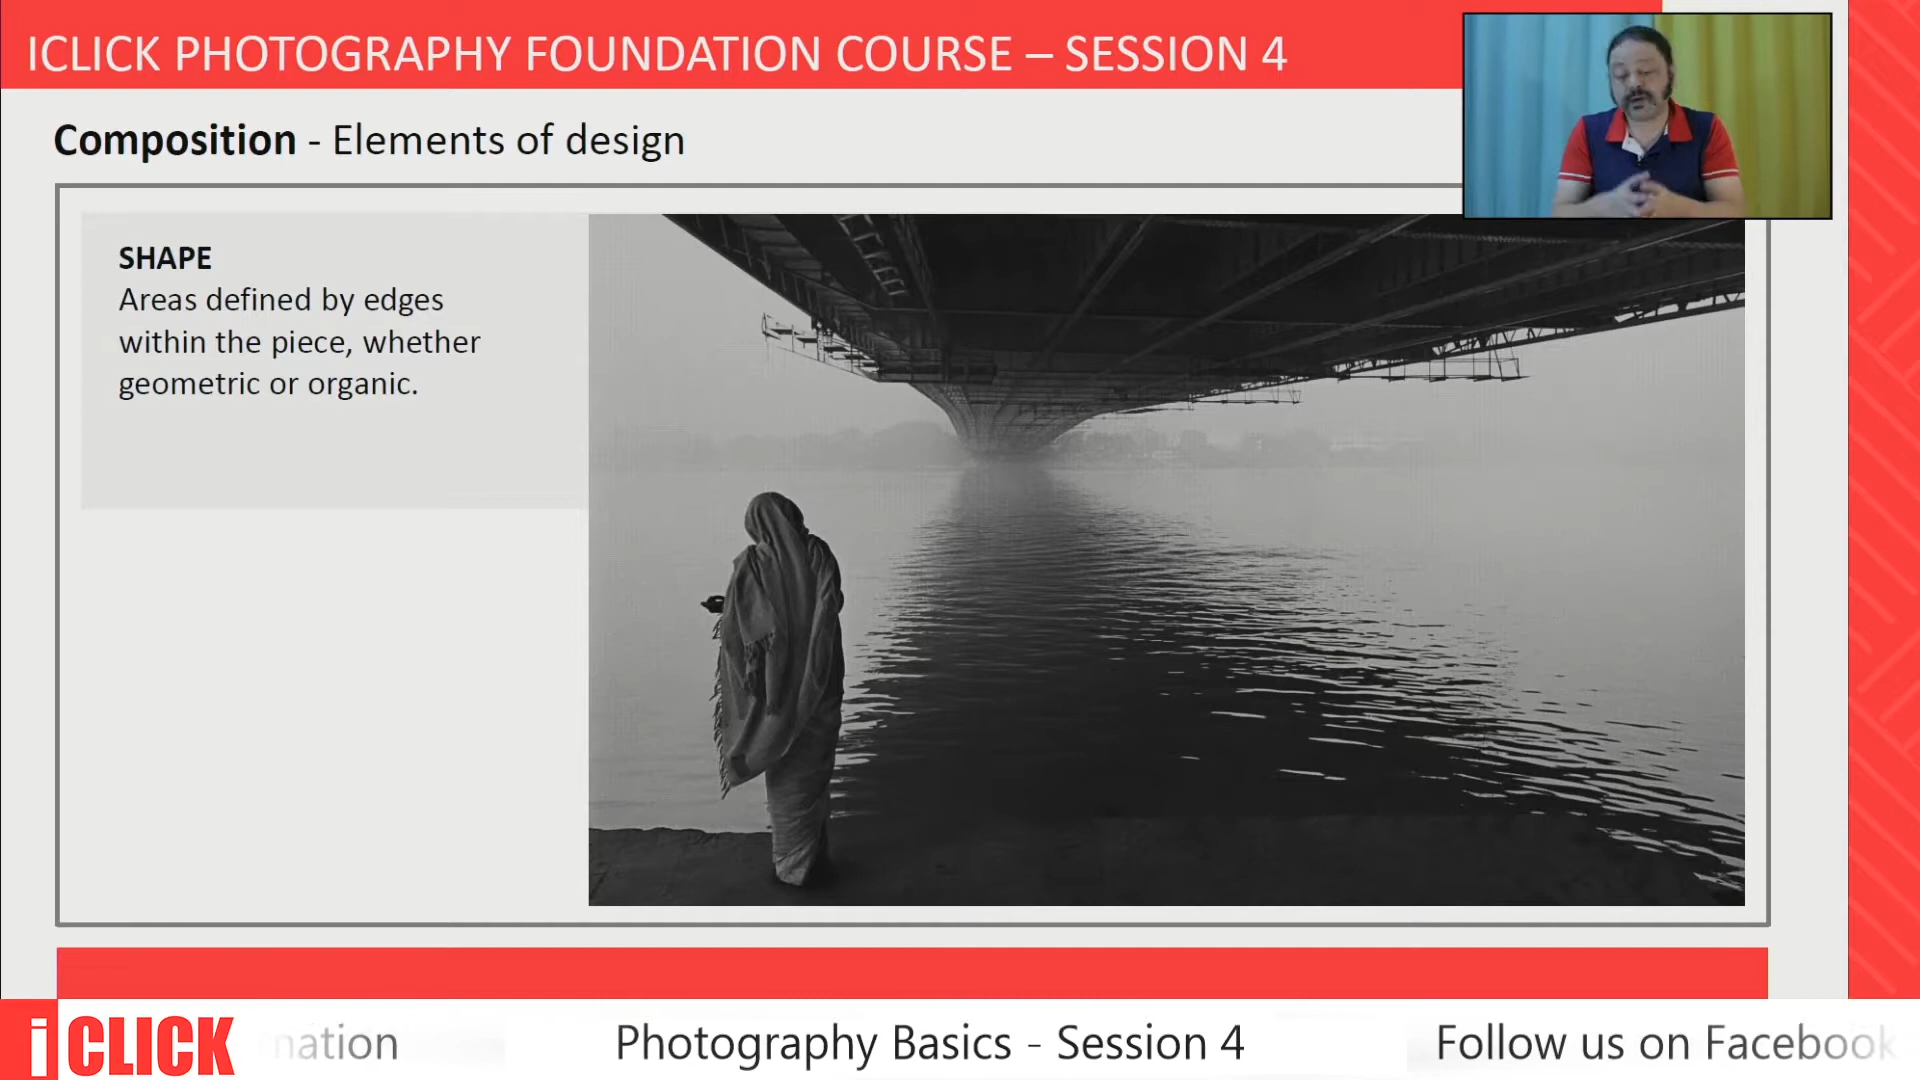 ICLICK PHOTOGRAPHY FOUNDATION COURSE – SESSION 4
Composition - Elements of design
SHAPE
Areas defined by edges
within the piece, whether
geometric or organic.
iCLICK
Photography Basics - Session 4
Follow us on Facebook